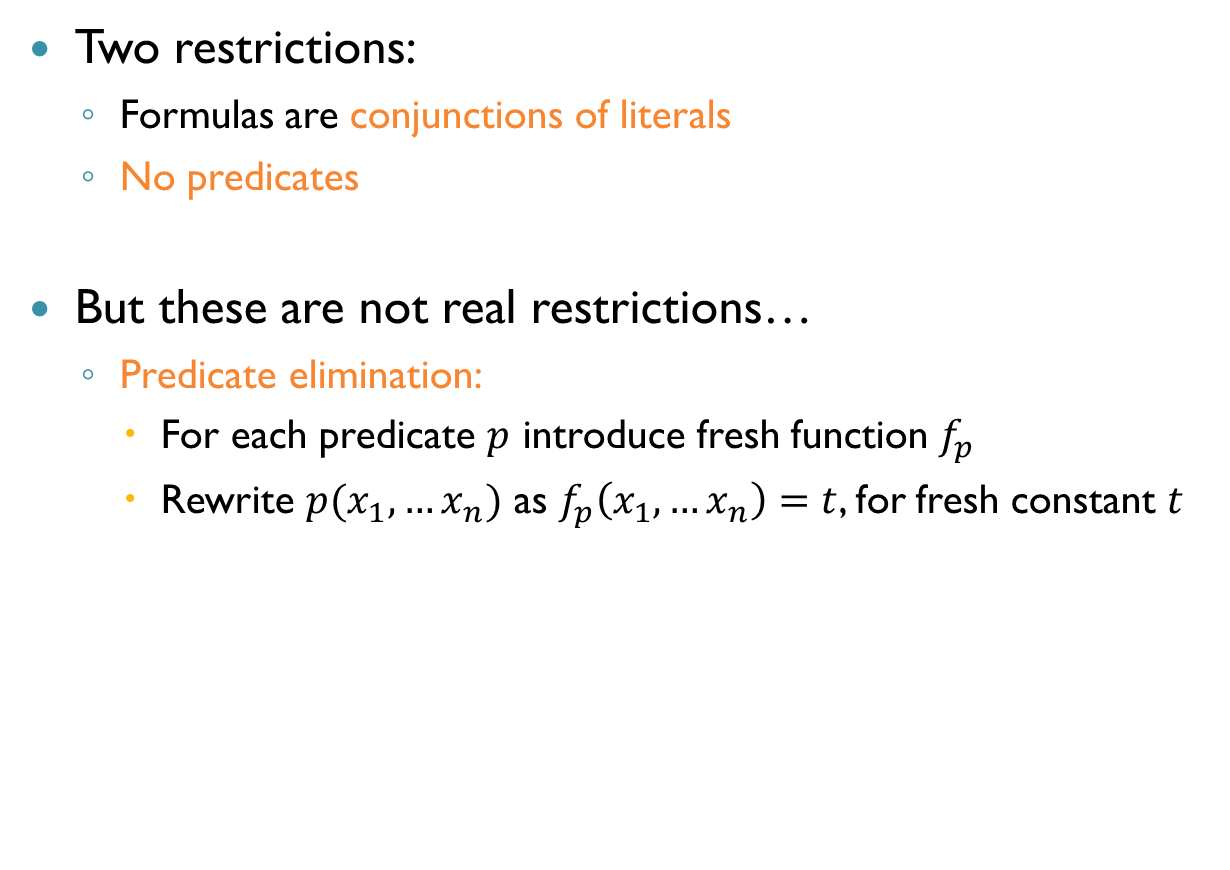 • Two restrictions:
◦ Formulas are conjunctions of literals
◦ No predicates
• But these are not real restrictions…
◦ Predicate elimination:
• For each predicate 𝑝 introduce fresh function 𝑓ₚ
• Rewrite 𝑝(𝑥₁, … 𝑥ₙ) as 𝑓ₚ(𝑥₁, … 𝑥ₙ) = 𝑡, for fresh constant 𝑡